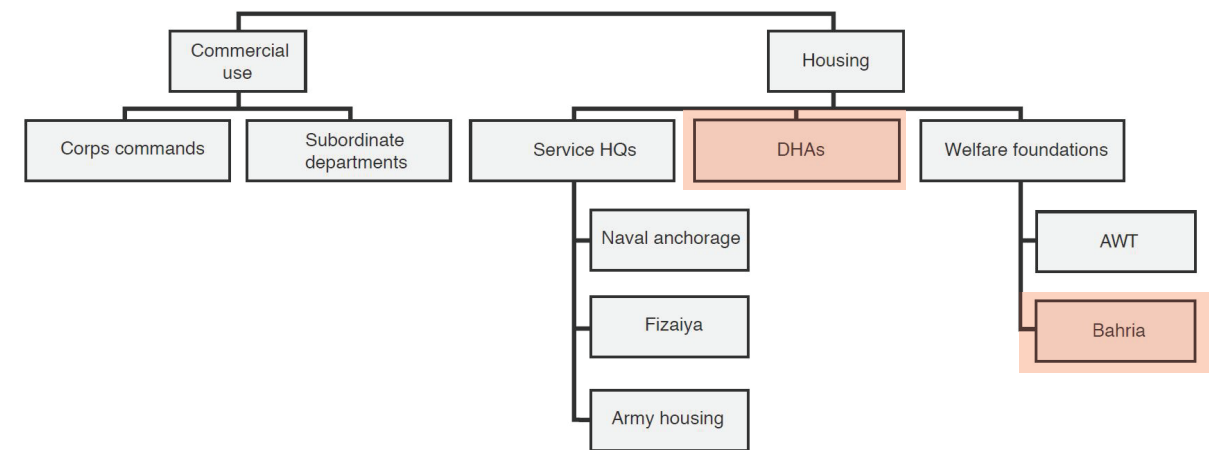 Commercial
use
Housing
Corps commands
Subordinate
departments
Service HQs
DHAs
Welfare foundations
Naval anchorage
AWT
Fizaiya
Bahria
Army housing